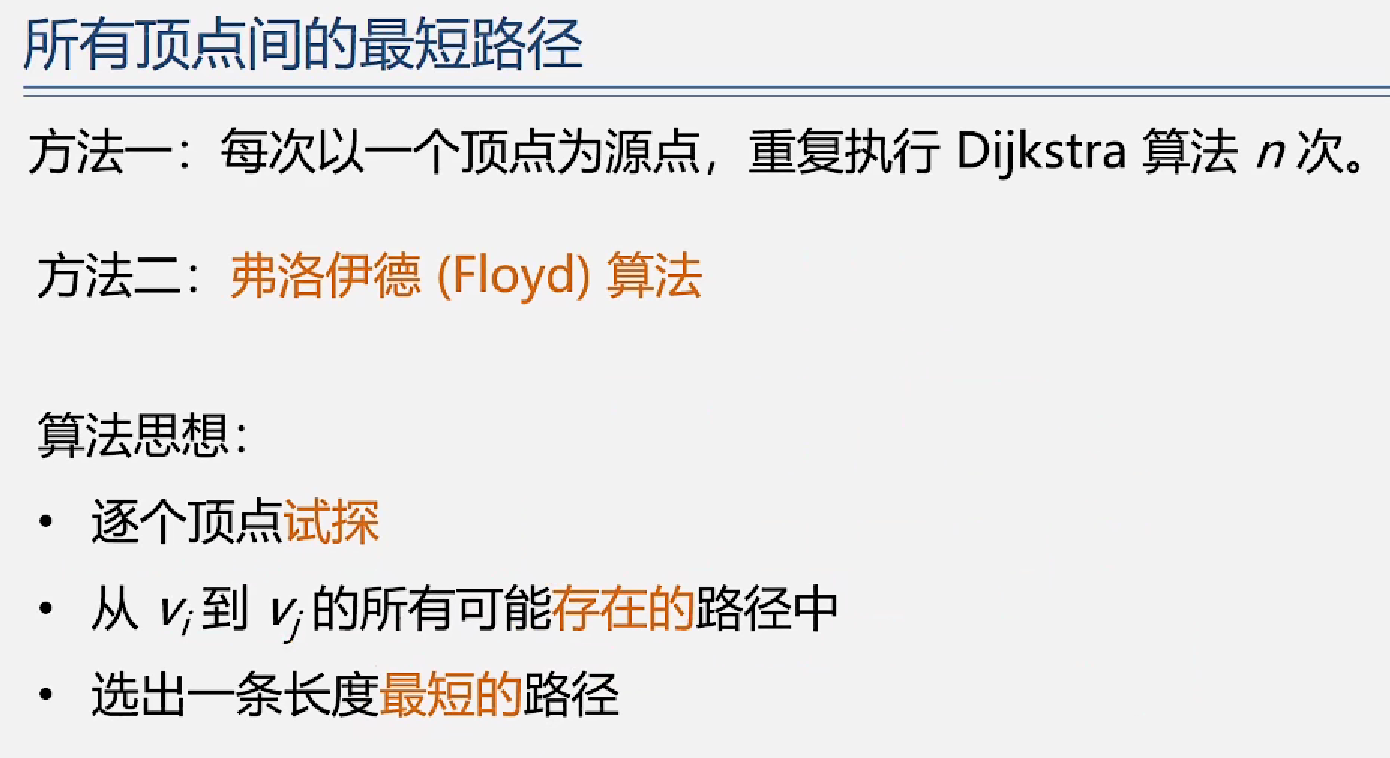 所有顶点间的最短路径
方法一：每次以一个顶点为源点，重复执行 Dijkstra 算法 n 次。
方法二：弗洛伊德 (Floyd) 算法
算法思想：
• 逐个顶点试探
• 从 vi 到 vj 的所有可能存在的路径中
• 选出一条长度最短的路径